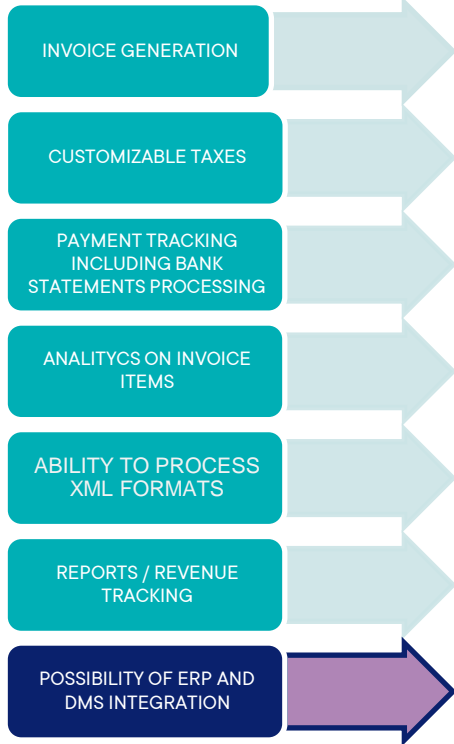 INVOICE GENERATION
CUSTOMIZABLE TAXES
PAYMENT TRACKING
INCLUDING BANK
STATEMENTS PROCESSING
ANALITYCS ON INVOICE
ITEMS
ABILITY TO PROCESS
XML FORMATS
REPORTS / REVENUE
TRACKING
POSSIBILITY OF ERP AND
DMS INTEGRATION